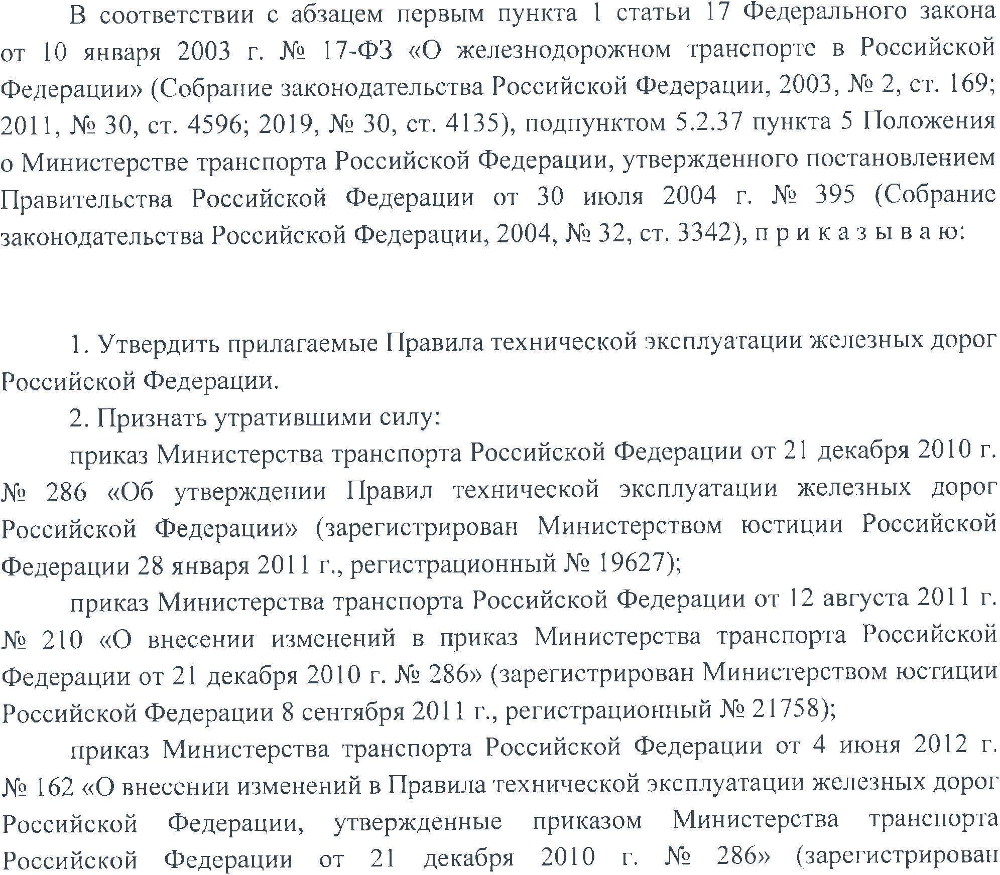 В соответствии с абзацем первым пункта 1 статьи 17 Федерального закона
от 10 января 2003 г. № 17-ФЗ «О железнодорожном транспорте в Российской
Федерации» (Собрание законодательства Российской Федерации, 2003, № 2, ст. 169;
2011, № 30, ст. 4596; 2019, № 30, ст. 4135), подпунктом 5.2.37 пункта 5 Положения
о Министерстве транспорта Российской Федерации, утвержденного постановлением
Правительства Российской Федерации от 30 июля 2004 г. № 395 (Собрание
законодательства Российской Федерации, 2004, № 32, ст. 3342), п р и к а з ы в а ю:
1. Утвердить прилагаемые Правила технической эксплуатации железных дорог
Российской Федерации.
2. Признать утратившими силу:
приказ Министерства транспорта Российской Федерации от 21 декабря 2010 г.
№ 286 «Об утверждении Правил технической эксплуатации железных дорог
Российской Федерации» (зарегистрирован Министерством юстиции Российской
Федерации 28 января 2011 г., регистрационный № 19627);
приказ Министерства транспорта Российской Федерации от 12 августа 2011 г.
№ 210 «О внесении изменений в приказ Министерства транспорта Российской
Федерации от 21 декабря 2010 г. № 286» (зарегистрирован Министерством юстиции
Российской Федерации 8 сентября 2011 г., регистрационный № 21758);
приказ Министерства транспорта Российской Федерации от 4 июня 2012 г.
№ 162 «О внесении изменений в Правила технической эксплуатации железных дорог
Российской Федерации, утвержденные приказом Министерства транспорта
Российской Федерации от 21 декабря 2010 г. № 286» (зарегистрирован